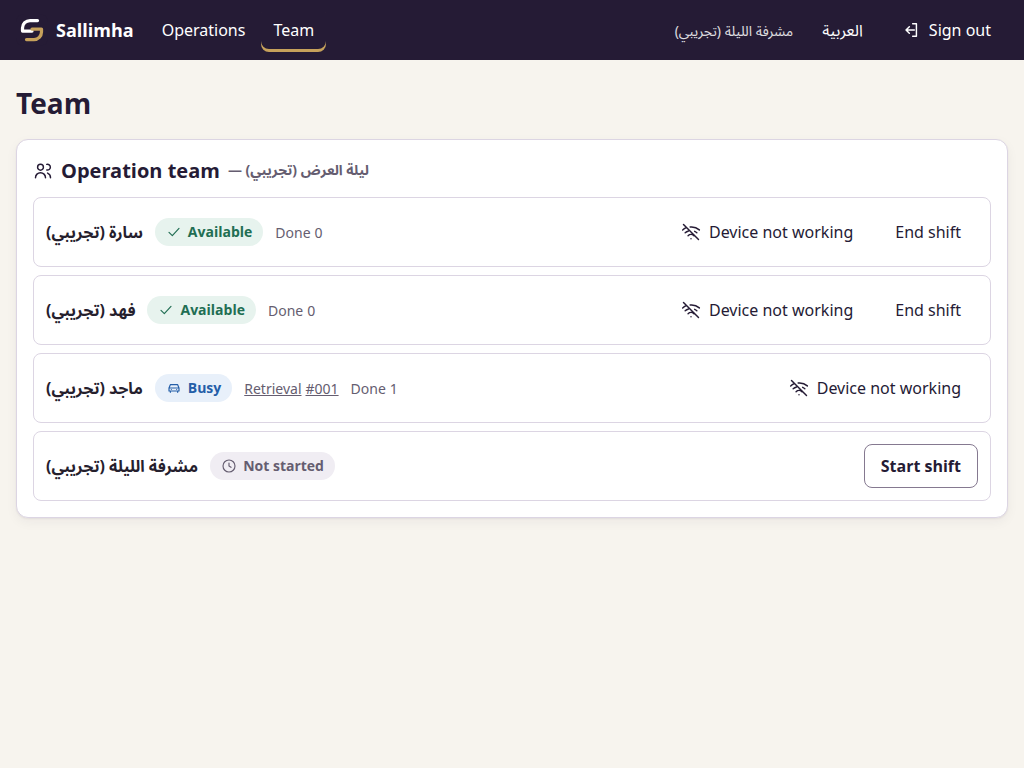 Sallimha Operations Team مشرفة الليلة (تجريبي) العربية Sign out
Team
Operation team — ليلة العرض (تجريبي)
سارة (تجريبي) Available Done 0 Device not working End shift
فهد (تجريبي) Available Done 0 Device not working End shift
ماجد (تجريبي) Busy Retrieval #001 Done 1 Device not working
مشرفة الليلة (تجريبي) Not started Start shift